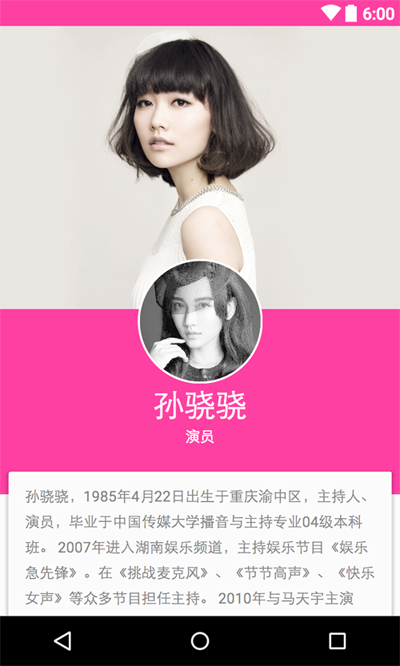 6:00
孙骁骁
演员
孙骁骁，1985年4月22日出生于重庆渝中区，主持人、
演员，毕业于中国传媒大学播音与主持专业04级本科
班。 2007年进入湖南娱乐频道，主持娱乐节目《娱乐
急先锋》。在《挑战麦克风》、《节节高声》、《快乐
女声》等众多节目担任主持。 2010年与马天宇主演